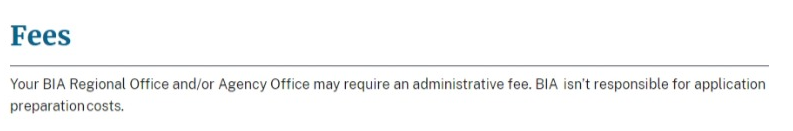 Fees
Your BIA Regional Office and/or Agency Office may require an administrative fee. BIA isn't responsible for application
preparation costs.